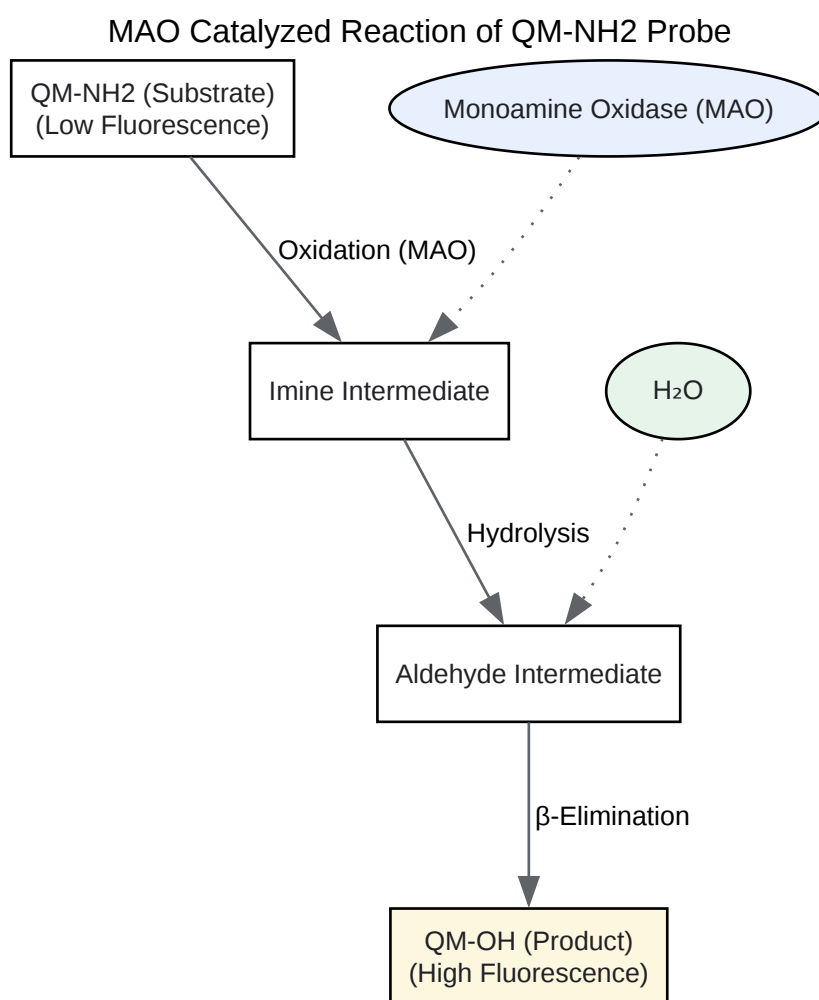 MAO Catalyzed Reaction of QM-NH2 Probe
QM-NH2 (Substrate)
(Low Fluorescence)
Monoamine Oxidase (MAO)
Oxidation (MAO)
Imine Intermediate
H₂O
Hydrolysis
Aldehyde Intermediate
β-Elimination
QM-OH (Product)
(High Fluorescence)